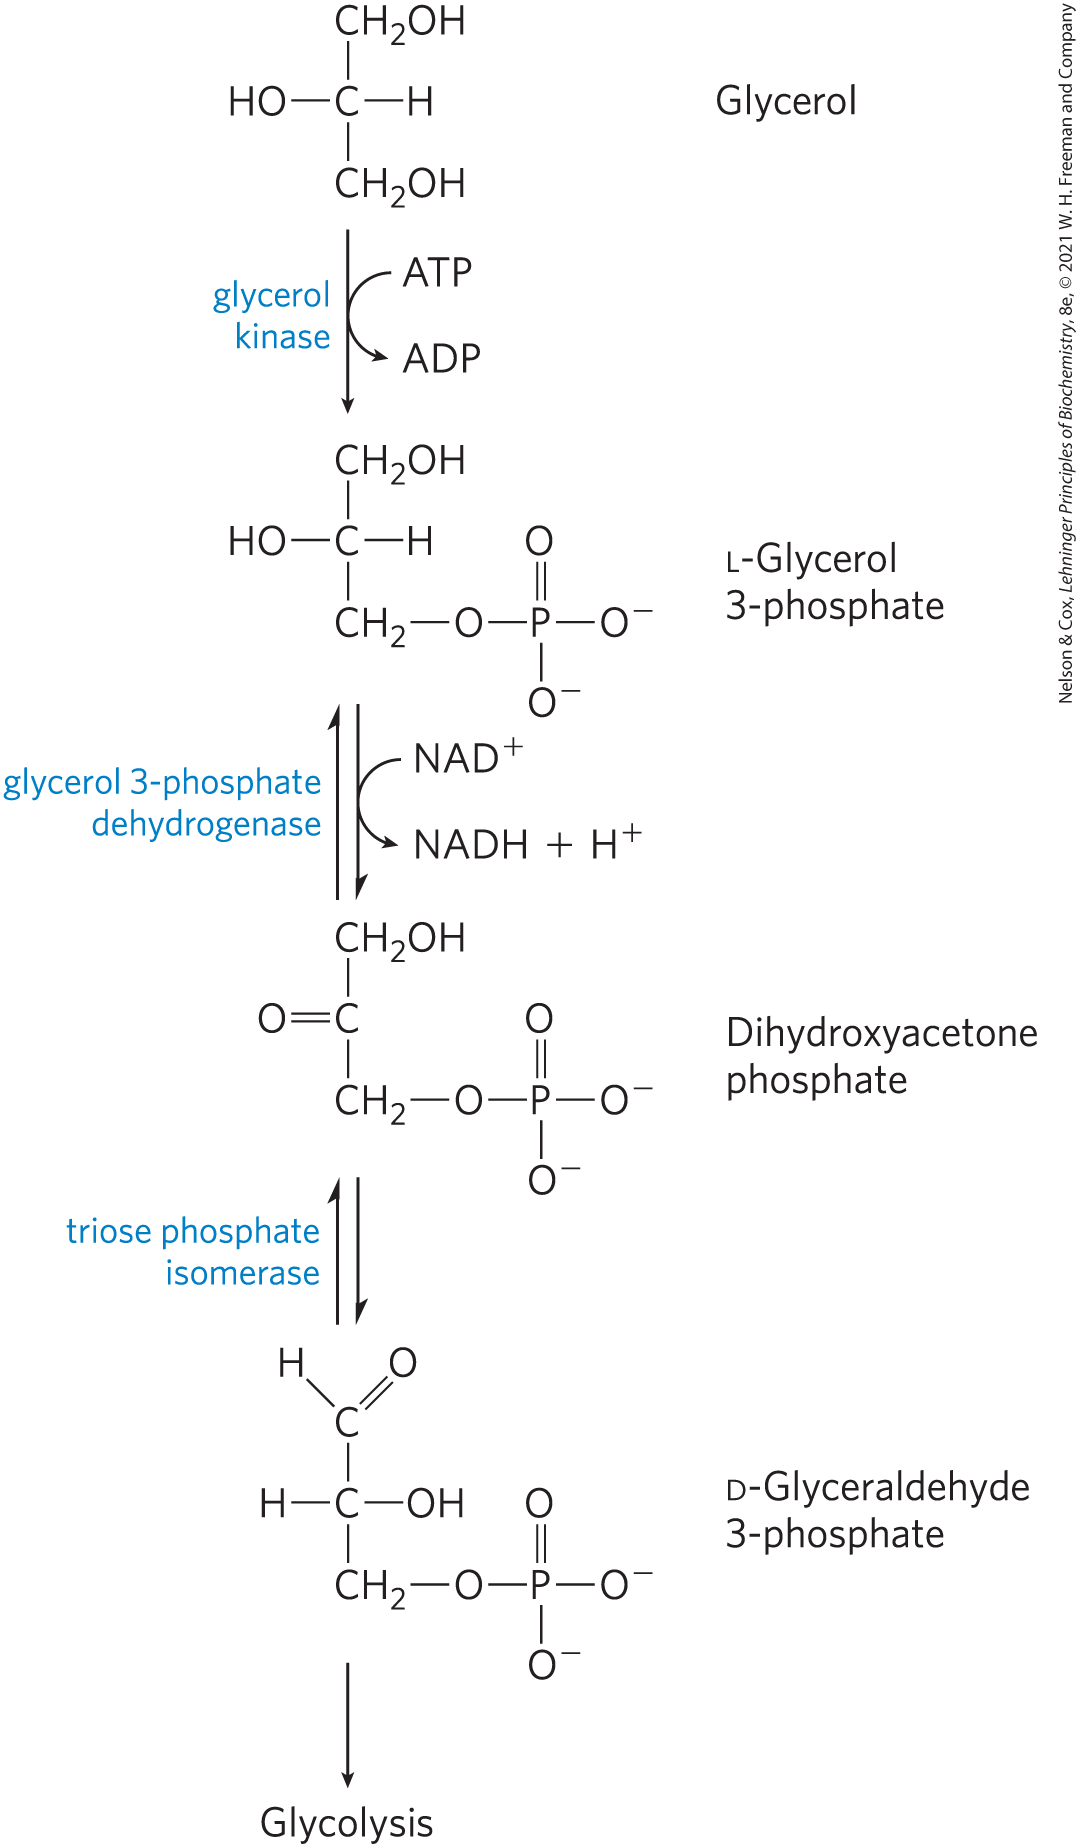 CH2OH
HO—C—H
CH2OH
Glycerol
glycerol
kinase
ATP
ADP
CH2OH
HO—C—H
O
CH2—O—P—O−
O−
L-Glycerol
3-phosphate
glycerol 3-phosphate
dehydrogenase
NAD+
NADH + H+
CH2OH
O=C
O
CH2—O—P—O−
O−
Dihydroxyacetone
phosphate
triose phosphate
isomerase
H O
C
H—C—OH
O
CH2—O—P—O−
O−
D-Glyceraldehyde
3-phosphate
Glycolysis
Nelson & Cox, Lehninger Principles of Biochemistry, 8e, © 2021 W. H. Freeman and Company